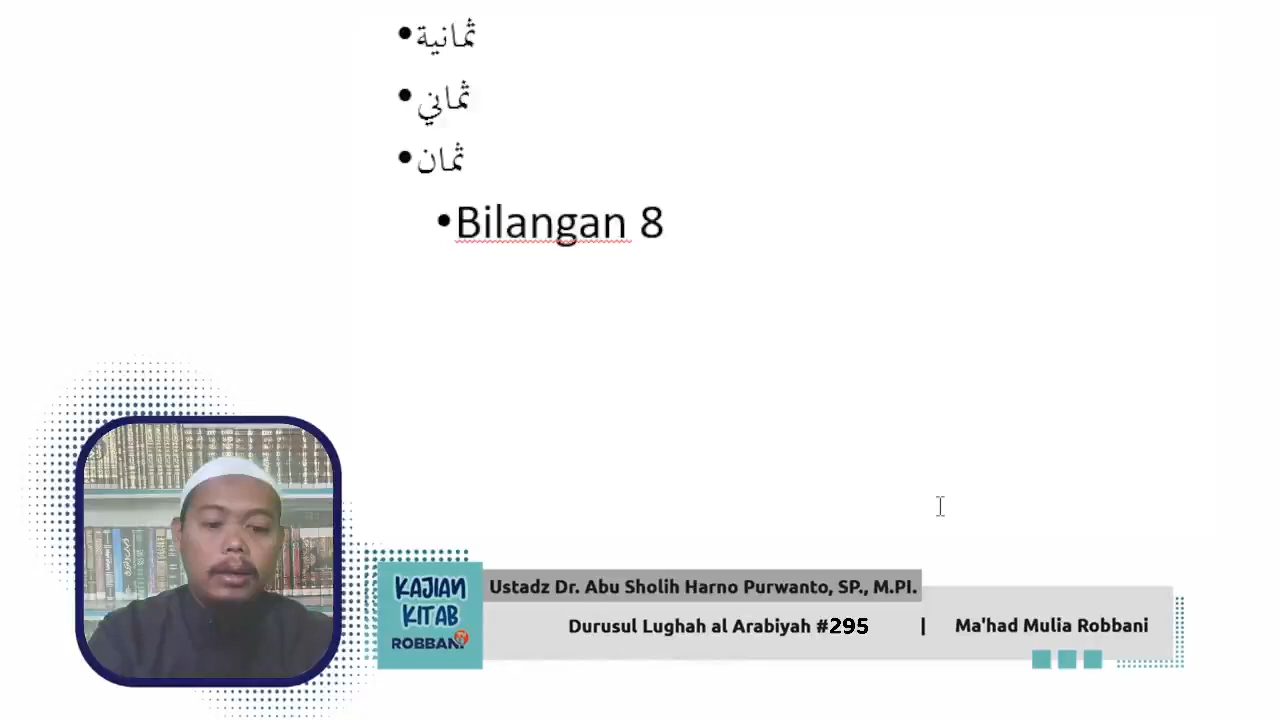 • ثمانية
• ثماني
• ثمان
• Bilangan 8
KAJIAN
KITAB
ROBBANI
Ustadz Dr. Abu Sholih Harno Purwanto, SP., M.PI.
Durusul Lughah al Arabiyah #295 | Ma'had Mulia Robbani